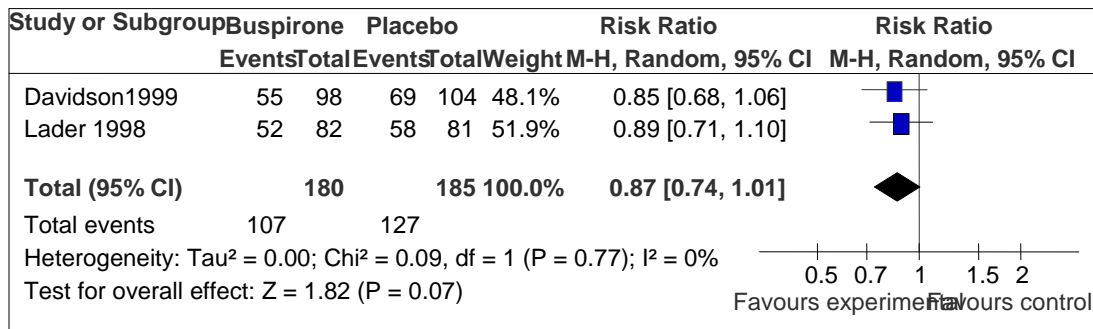 Study or Subgroup Buspirone Placebo Risk Ratio Risk Ratio
Events Total Events Total Weight M-H, Random, 95% CI M-H, Random, 95% CI
Davidson1999 55 98 69 104 48.1% 0.85 [0.68, 1.06]
Lader 1998 52 82 58 81 51.9% 0.89 [0.71, 1.10]
Total (95% CI) 180 185 100.0% 0.87 [0.74, 1.01]
Total events 107 127
Heterogeneity: Tau² = 0.00; Chi² = 0.09, df = 1 (P = 0.77); I² = 0%
Test for overall effect: Z = 1.82 (P = 0.07)
0.5 0.7 1 1.5 2
Favours experimental Favours control